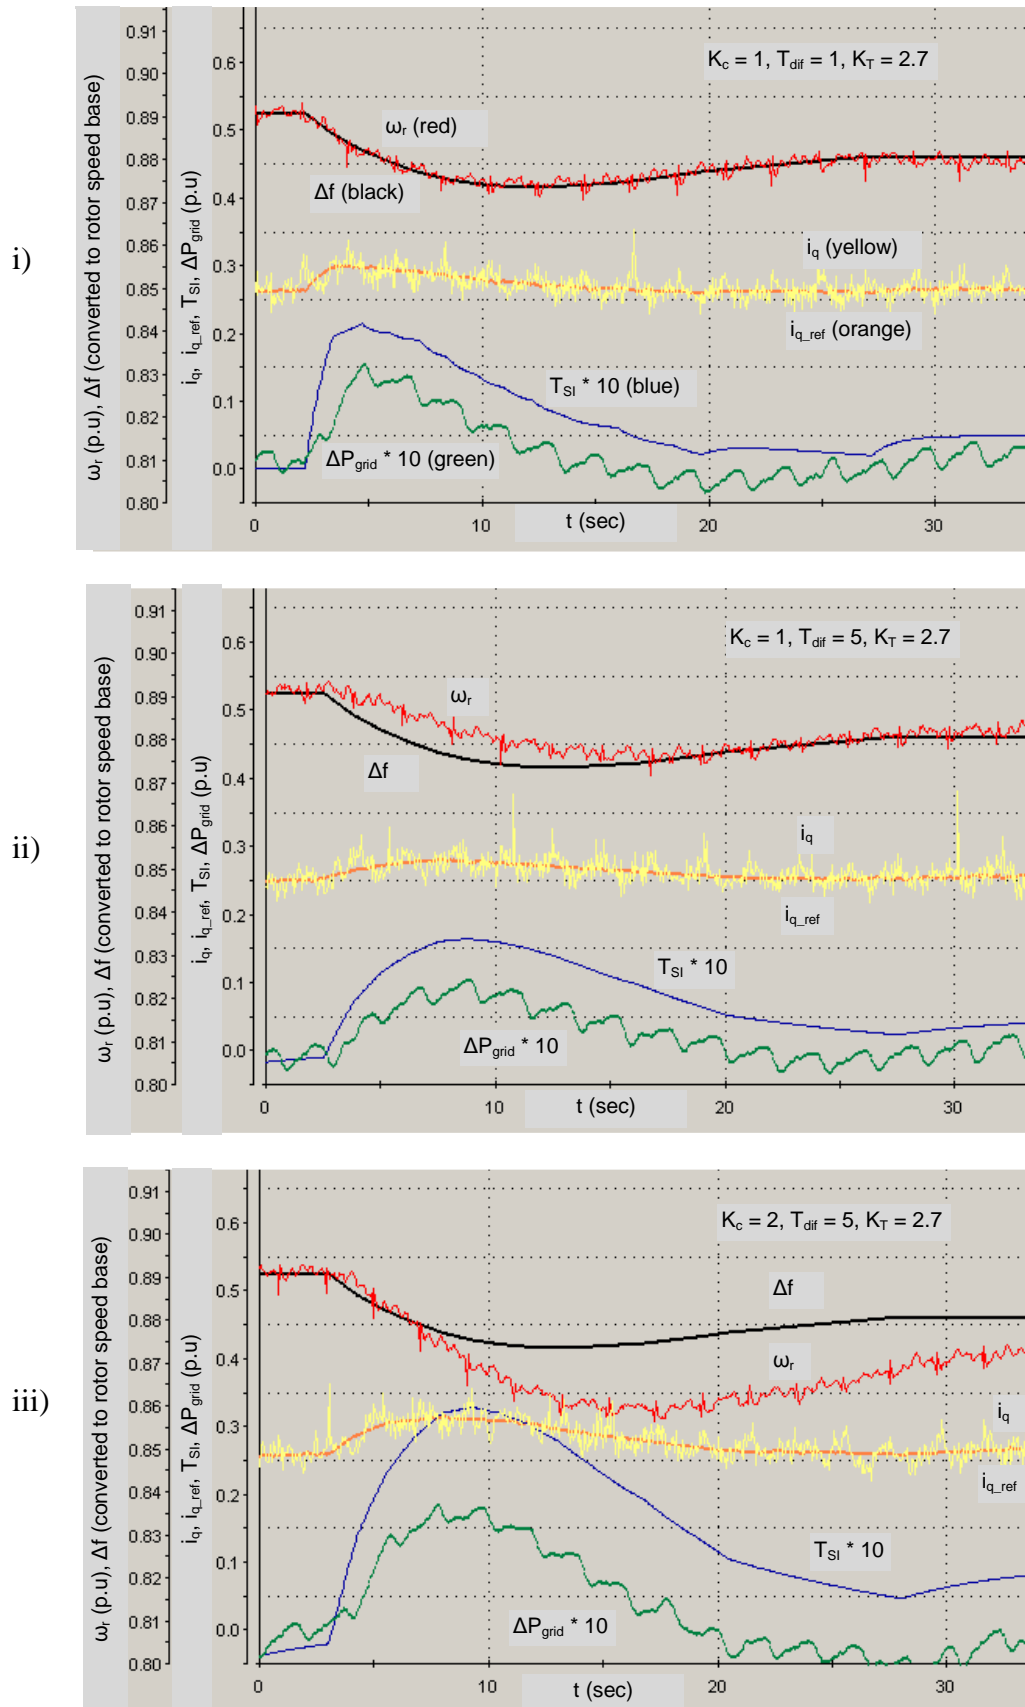 i)
ωr (p.u), Δf (converted to rotor speed base)
0.91
0.90
0.89
0.88
0.87
0.86
0.85
0.84
0.83
0.82
0.81
0.80
iq, iq_ref, TSI, ΔPgrid (p.u)
0.6
0.5
0.4
0.3
0.2
0.1
0.0
Kc = 1, Tdif = 1, KT = 2.7
ωr (red)
Δf (black)
iq (yellow)
iq_ref (orange)
TSI * 10 (blue)
ΔPgrid * 10 (green)
0 10 20 30
t (sec)
ii)
ωr (p.u), Δf (converted to rotor speed base)
0.91
0.90
0.89
0.88
0.87
0.86
0.85
0.84
0.83
0.82
0.81
0.80
iq, iq_ref, TSI, ΔPgrid (p.u)
0.6
0.5
0.4
0.3
0.2
0.1
0.0
Kc = 1, Tdif = 5, KT = 2.7
ωr
Δf
iq
iq_ref
TSI * 10
ΔPgrid * 10
0 10 20 30
t (sec)
iii)
ωr (p.u), Δf (converted to rotor speed base)
0.91
0.90
0.89
0.88
0.87
0.86
0.85
0.84
0.83
0.82
0.81
0.80
iq, iq_ref, TSI, ΔPgrid (p.u)
0.6
0.5
0.4
0.3
0.2
0.1
0.0
Kc = 2, Tdif = 5, KT = 2.7
Δf
ωr
iq
iq_ref
TSI * 10
ΔPgrid * 10
0 10 20 30
t (sec)